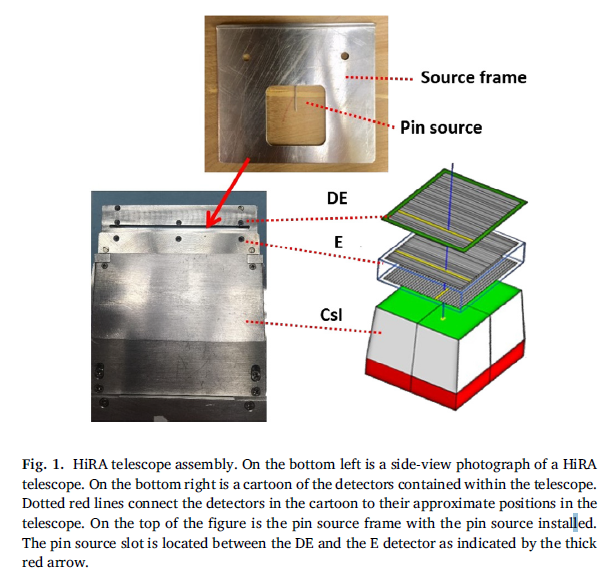 Source frame
Pin source
DE
E
CsI
Fig. 1. HiRA telescope assembly. On the bottom left is a side-view photograph of a HiRA
telescope. On the bottom right is a cartoon of the detectors contained within the telescope.
Dotted red lines connect the detectors in the cartoon to their approximate positions in the
telescope. On the top of the figure is the pin source frame with the pin source installed.
The pin source slot is located between the DE and the E detector as indicated by the thick
red arrow.